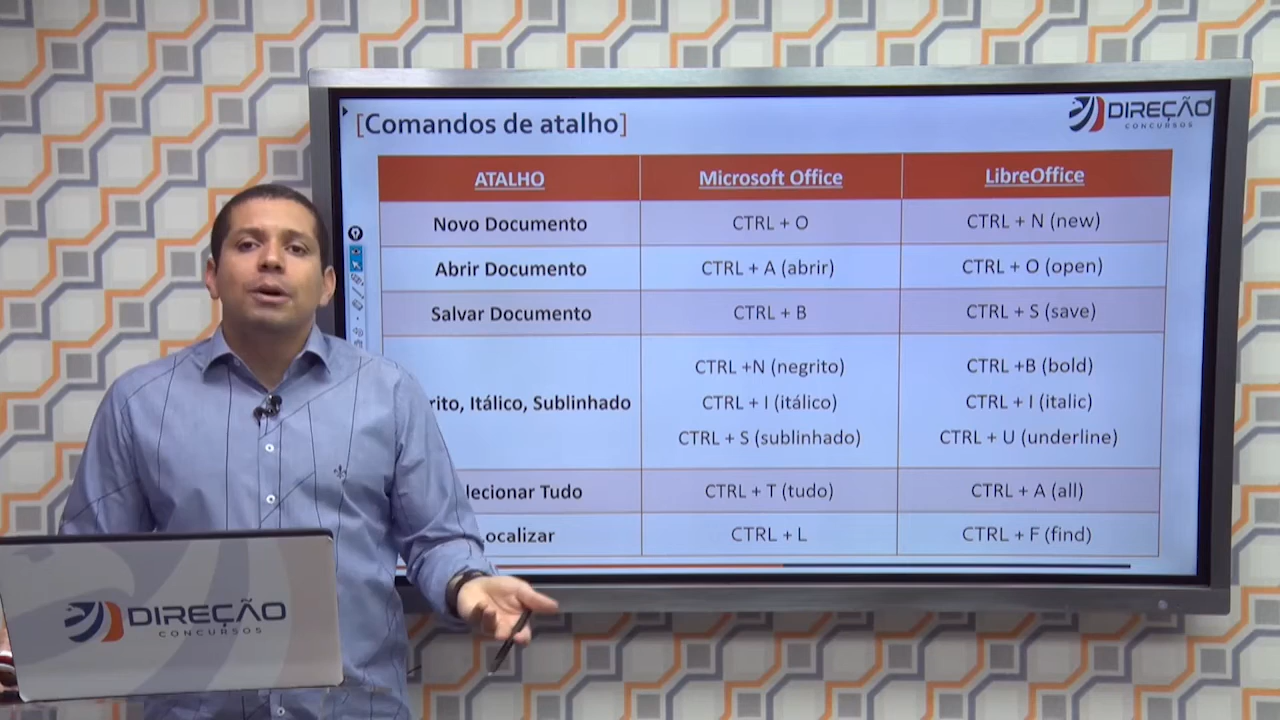 [Comandos de atalho]
DIREÇÃO
CONCURSOS
ATALHO Microsoft Office LibreOffice
Novo Documento CTRL + O CTRL + N (new)
Abrir Documento CTRL + A (abrir) CTRL + O (open)
Salvar Documento CTRL + B CTRL + S (save)
CTRL +N (negrito) CTRL +B (bold)
rito, Itálico, Sublinhado CTRL + I (itálico) CTRL + I (italic)
CTRL + S (sublinhado) CTRL + U (underline)
lecionar Tudo CTRL + T (tudo) CTRL + A (all)
ocalizar CTRL + L CTRL + F (find)
DIREÇÃO
CONCURSOS